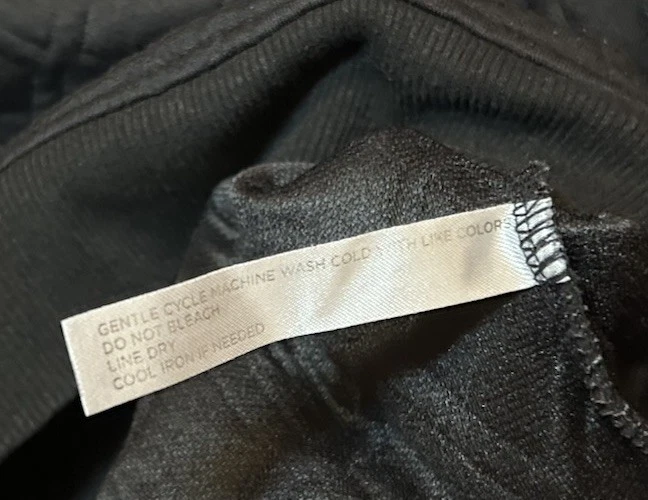 GENTLE CYCLE MACHINE WASH COLD WITH LIKE COLORS
DO NOT BLEACH
LINE DRY
COOL IRON IF NEEDED